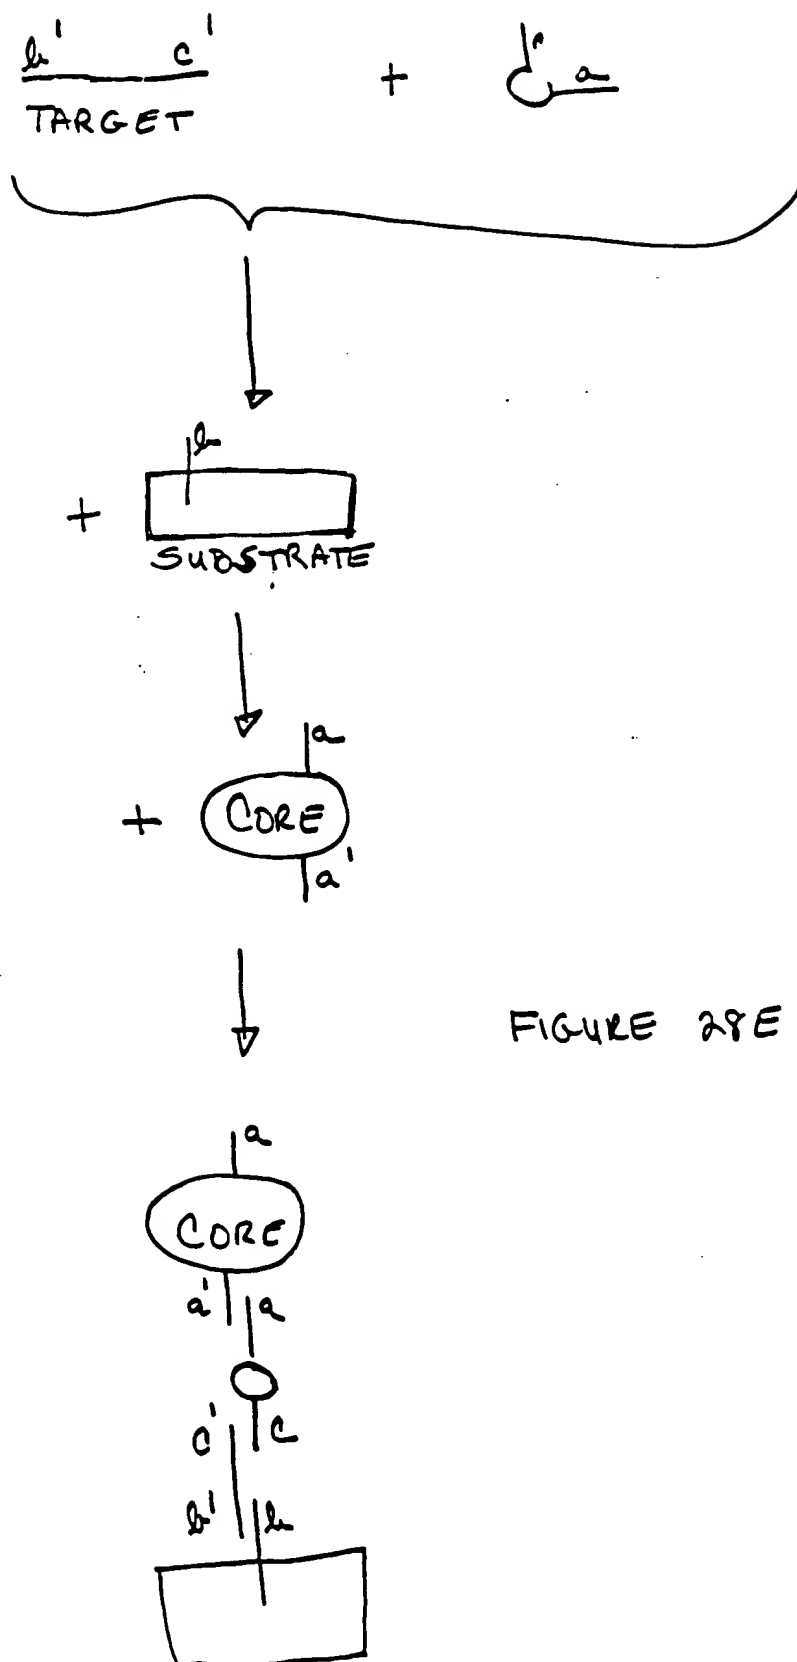 b' c'
TARGET
+
c a
b
+
SUBSTRATE
a
+ CORE
a'
FIGURE 28E
a
CORE
a' a
c' c
b' b